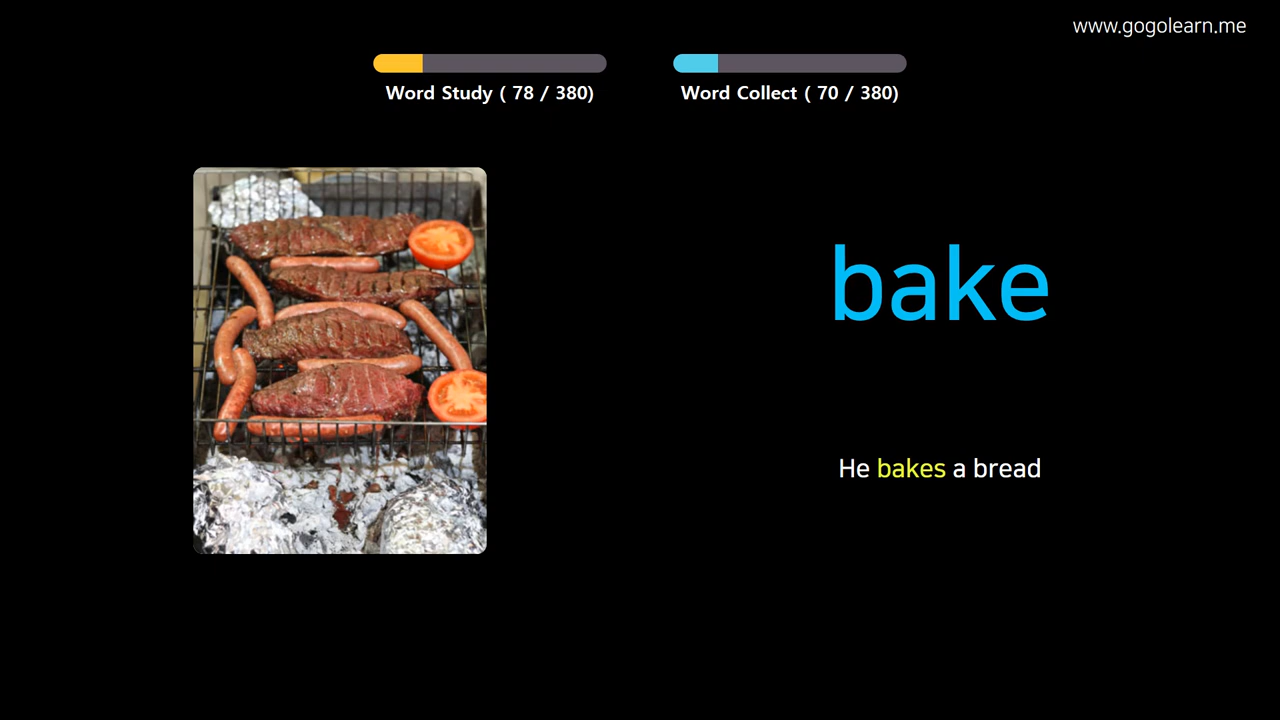 www.gogolearn.me
Word Study ( 78 / 380)
Word Collect ( 70 / 380)
bake
He bakes a bread